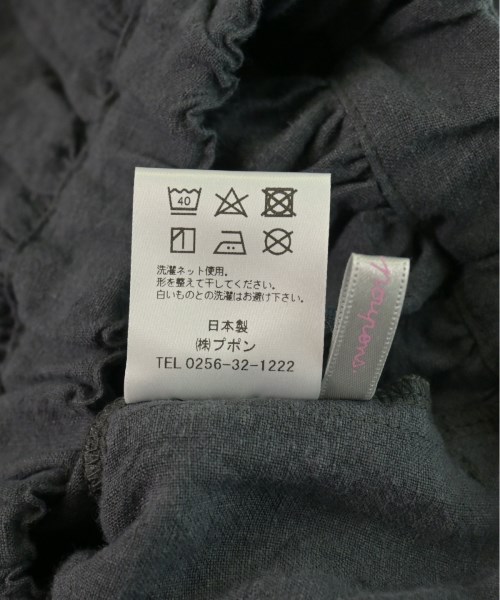 40
洗濯ネット使用。
形を整えて干してください。
白いものとの洗濯はお避け下さい。
日本製
㈱プポン
TEL 0256-32-1222